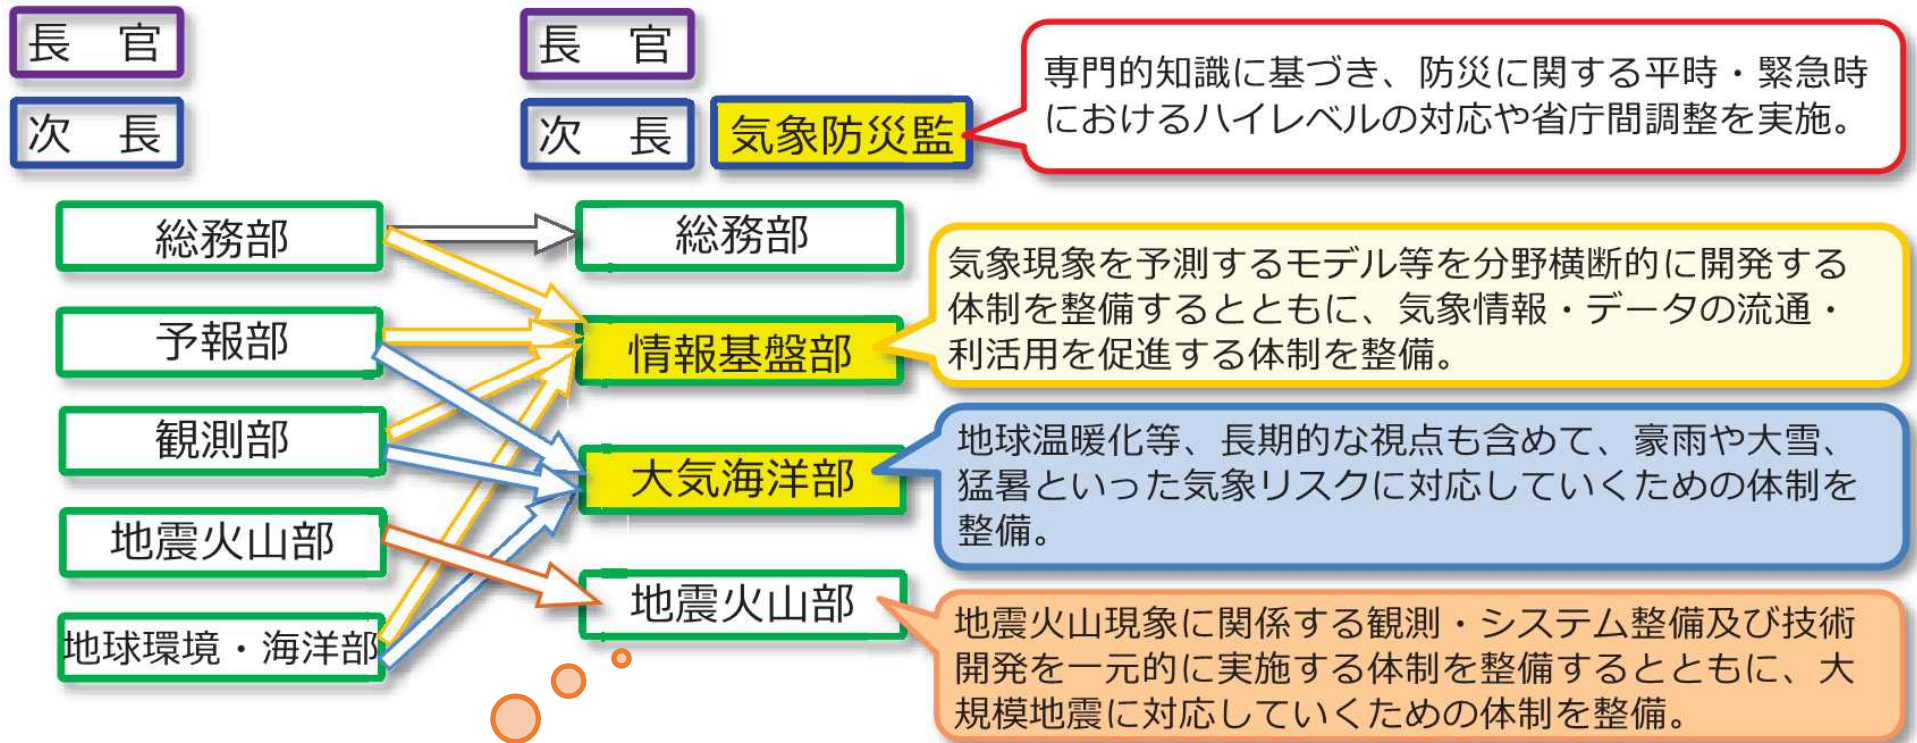 長　官
次　長
総務部
予報部
観測部
地震火山部
地球環境・海洋部
長　官
次　長
気象防災監
総務部
情報基盤部
大気海洋部
地震火山部
専門的知識に基づき、防災に関する平時・緊急時
におけるハイレベルの対応や省庁間調整を実施。
気象現象を予測するモデル等を分野横断的に開発する
体制を整備するとともに、気象情報・データの流通・
利活用を促進する体制を整備。
地球温暖化等、長期的な視点も含めて、豪雨や大雪、
猛暑といった気象リスクに対応していくための体制を
整備。
地震火山現象に関係する観測・システム整備及び技術
開発を一元的に実施する体制を整備するとともに、大
規模地震に対応していくための体制を整備。